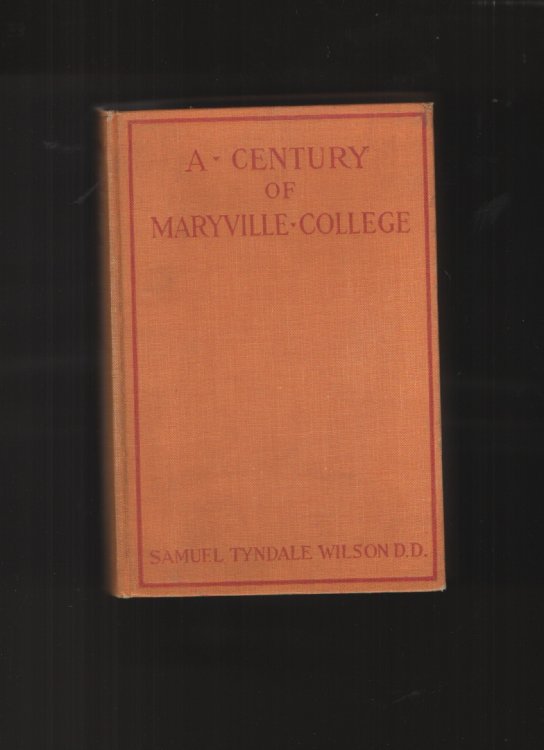 A · CENTURY
OF
MARYVILLE · COLLEGE
SAMUEL TYNDALE WILSON D.D.